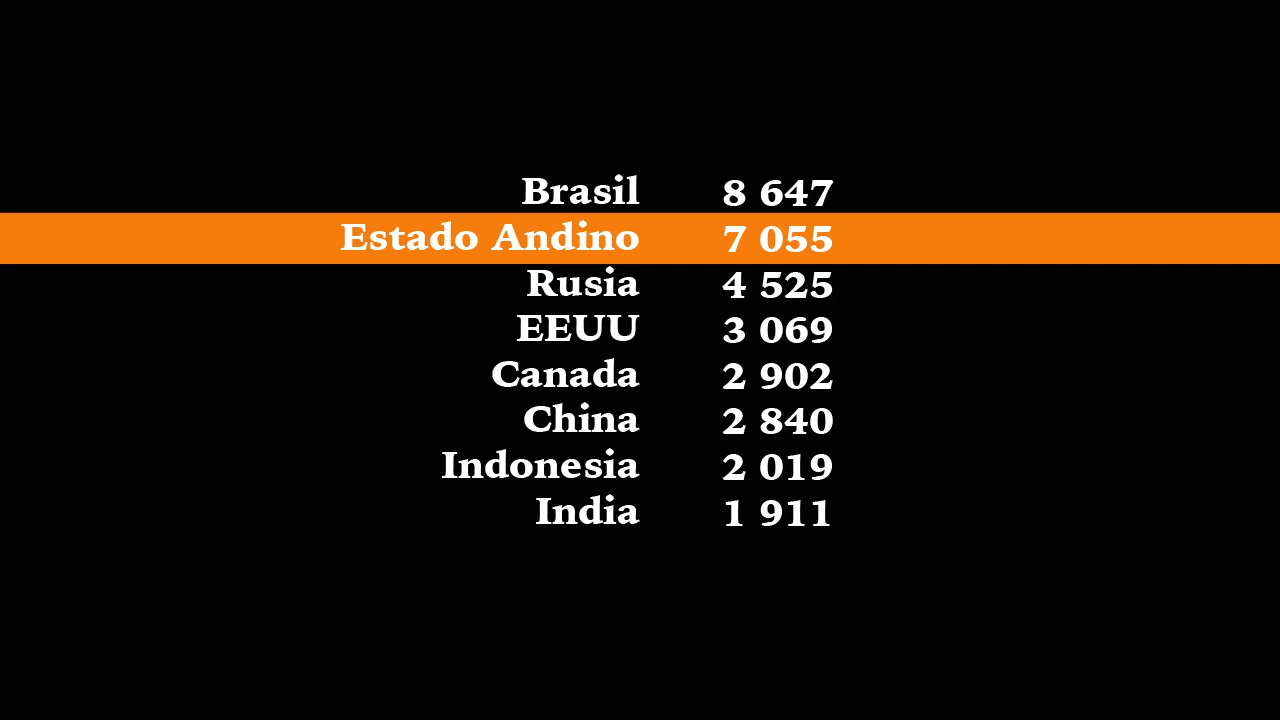 Brasil 8 647
Estado Andino 7 055
Rusia 4 525
EEUU 3 069
Canada 2 902
China 2 840
Indonesia 2 019
India 1 911